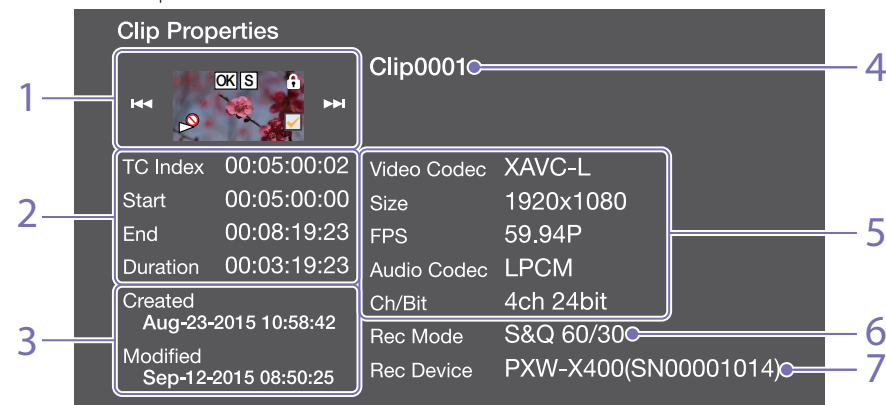 Clip Properties
1
OK S
Clip0001
4
2
TC Index 00:05:00:02
Start 00:05:00:00
End 00:08:19:23
Duration 00:03:19:23
Video Codec XAVC-L
Size 1920x1080
FPS 59.94P
Audio Codec LPCM
Ch/Bit 4ch 24bit
5
3
Created
Aug-23-2015 10:58:42
Modified
Sep-12-2015 08:50:25
Rec Mode S&Q 60/30
6
Rec Device PXW-X400(SN00001014)
7